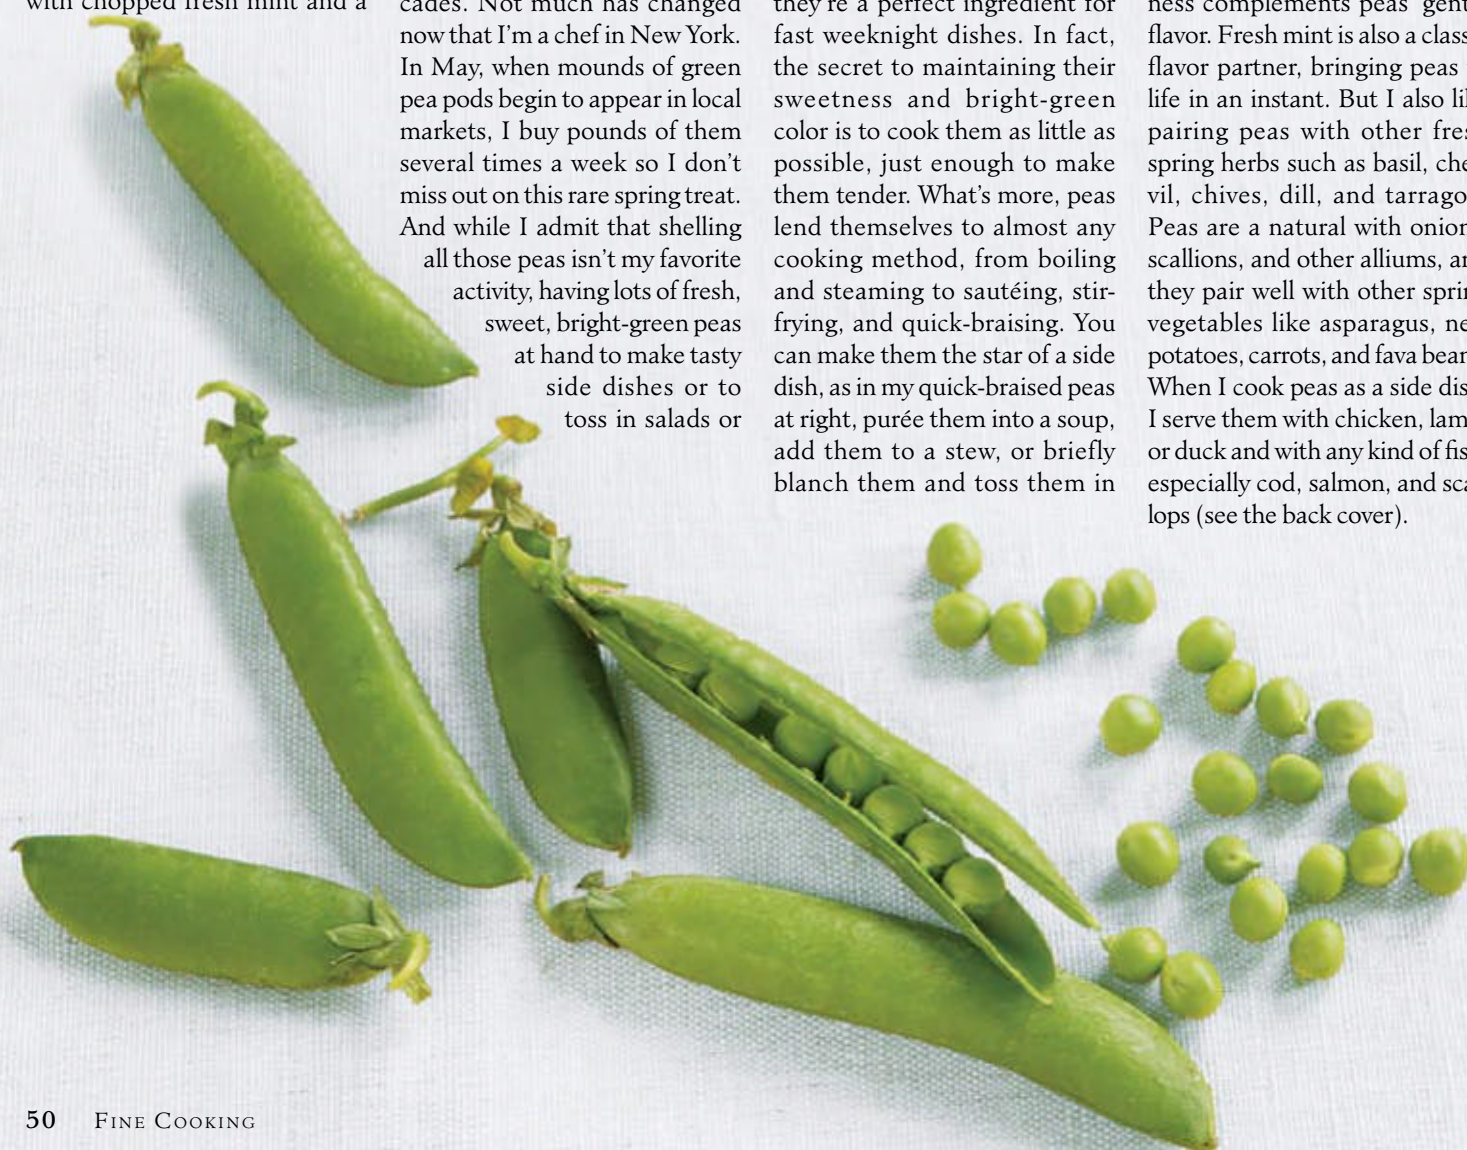 with chopped fresh mint and a
cades. Not much has changed
now that I'm a chef in New York.
In May, when mounds of green
pea pods begin to appear in local
markets, I buy pounds of them
several times a week so I don't
miss out on this rare spring treat.
And while I admit that shelling
all those peas isn't my favorite
activity, having lots of fresh,
sweet, bright-green peas
at hand to make tasty
side dishes or to
toss in salads or
they're a perfect ingredient for
fast weeknight dishes. In fact,
the secret to maintaining their
sweetness and bright-green
color is to cook them as little as
possible, just enough to make
them tender. What's more, peas
lend themselves to almost any
cooking method, from boiling
and steaming to sautéing, stir-
frying, and quick-braising. You
can make them the star of a side
dish, as in my quick-braised peas
at right, purée them into a soup,
add them to a stew, or briefly
blanch them and toss them in
ness complements peas' gent
flavor. Fresh mint is also a class
flavor partner, bringing peas
life in an instant. But I also li
pairing peas with other fres
spring herbs such as basil, che
vil, chives, dill, and tarrago
Peas are a natural with onion
scallions, and other alliums, a
they pair well with other sprin
vegetables like asparagus, ne
potatoes, carrots, and fava bean
When I cook peas as a side dis
I serve them with chicken, lam
or duck and with any kind of fis
especially cod, salmon, and sca
lops (see the back cover).
50 FINE COOKING